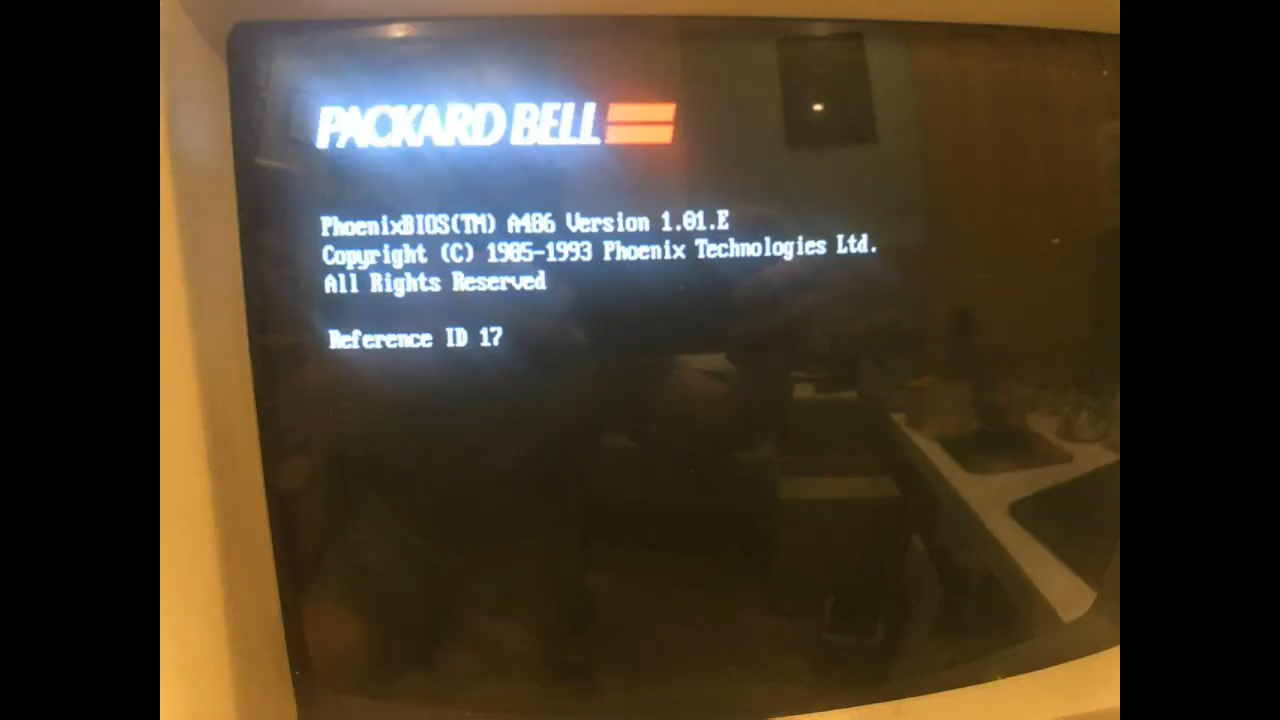 PACKARD BELL
PhoenixBIOS(TM) A486 Version 1.01.E
Copyright (C) 1985-1993 Phoenix Technologies Ltd.
All Rights Reserved
Reference ID 17